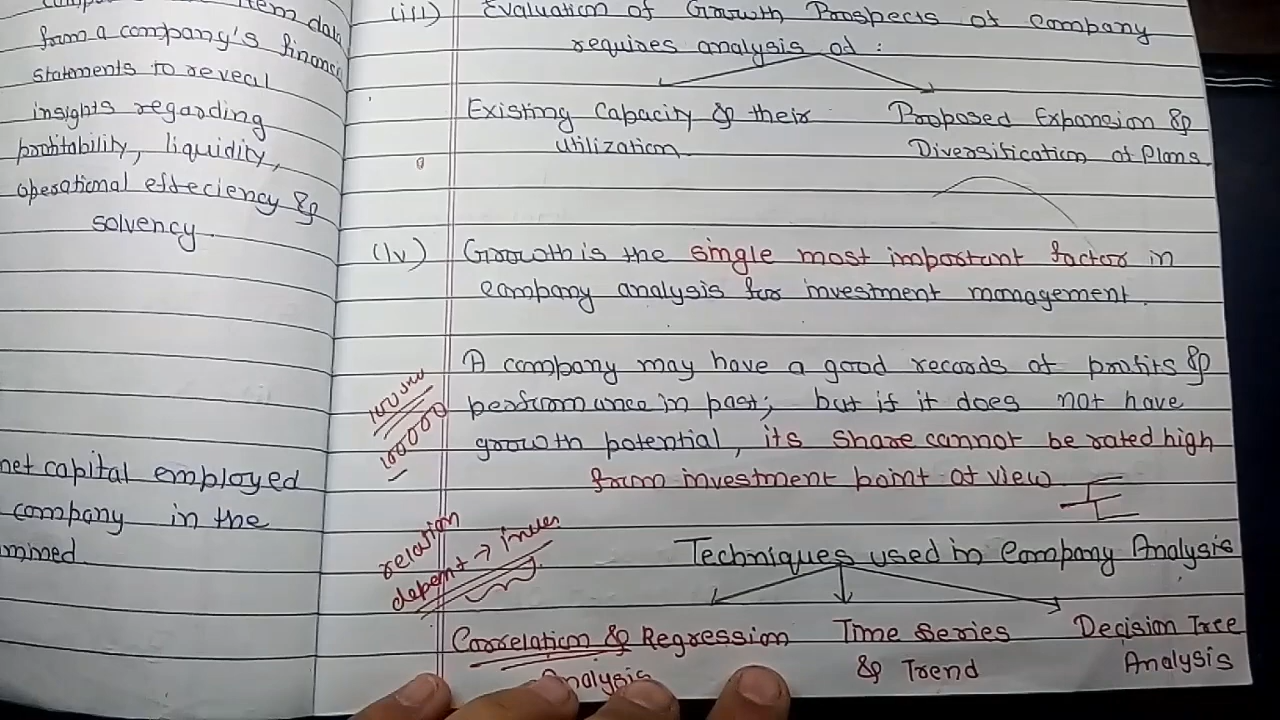 item data
from a company's financ
statements to reveal
insights regarding
profitability, liquidity,
operational effeciency &
solvency.
net capital employed
company in the
mined.
(iii) Evaluation of Growth Prospects of company
requires analysis of :
Existing Capacity & their
utilization.
Proposed Expansion &
Diversification of Plans.
(iv) Growth is the single most important factor in
company analysis for investment management.
A company may have a good records of profits &
performance in past; but if it does not have
growth potential, its share cannot be rated high
from investment point of view
100000
relation
depent →
Techniques used in Company Analysis
Correlation & Regression
Analysis
Time Series
& Trend
Decision Tree
Analysis